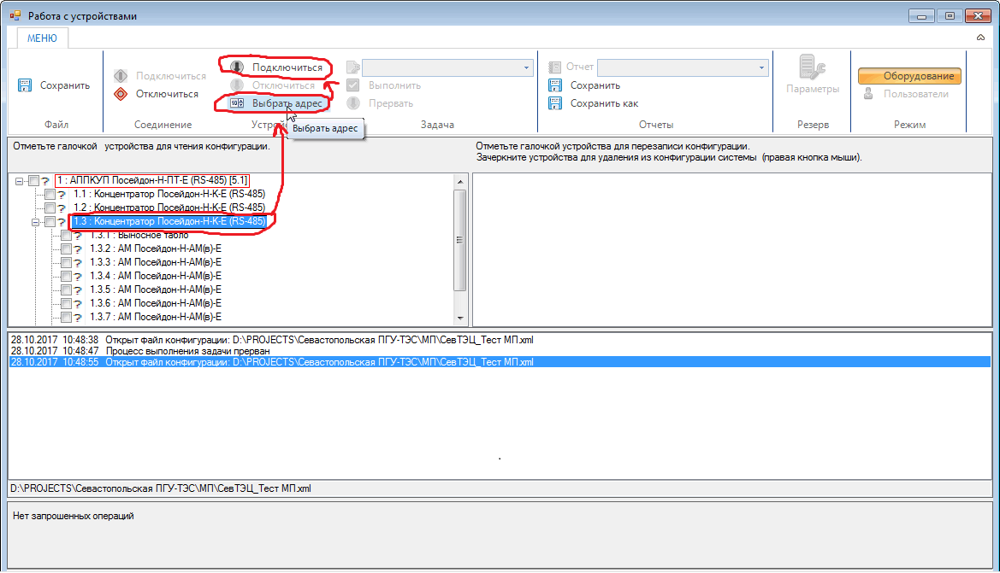 Работа с устройствами
МЕНЮ
Сохранить
Файл
Подключиться
Отключиться
Соединение
Подключиться
Отключиться
Выбрать адрес
Устрой
Выбрать адрес
Выполнить
Прервать
Задача
Отчет
Сохранить
Сохранить как
Отчеты
Параметры
Резерв
Оборудование
Пользователи
Режим
Отметьте галочкой устройства для чтения конфигурации.
Отметьте галочкой устройства для перезаписи конфигурации.
Зачеркните устройства для удаления из конфигурации системы (правая кнопка мыши).
? 1 : АППКУП Посейдон-Н-ПТ-Е (RS-485) [5.1]
? 1.1 : Концентратор Посейдон-Н-К-Е (RS-485)
? 1.2 : Концентратор Посейдон-Н-К-Е (RS-485)
? 1.3 : Концентратор Посейдон-Н-К-Е (RS-485)
? 1.3.1 : Выносное табло
? 1.3.2 : АМ Посейдон-Н-АМ(в)-Е
? 1.3.3 : АМ Посейдон-Н-АМ(в)-Е
? 1.3.4 : АМ Посейдон-Н-АМ(в)-Е
? 1.3.5 : АМ Посейдон-Н-АМ(в)-Е
? 1.3.6 : АМ Посейдон-Н-АМ(в)-Е
? 1.3.7 : АМ Посейдон-Н-АМ(в)-Е
28.10.2017 10:48:38 Открыт файл конфигурации: D:\PROJECTS\Севастопольская ПГУ-ТЭС\МП\СевТЭЦ_Тест МП.xml
28.10.2017 10:48:47 Процесс выполнения задачи прерван
28.10.2017 10:48:55 Открыт файл конфигурации: D:\PROJECTS\Севастопольская ПГУ-ТЭС\МП\СевТЭЦ_Тест МП.xml
D:\PROJECTS\Севастопольская ПГУ-ТЭС\МП\СевТЭЦ_Тест МП.xml
Нет запрошенных операций